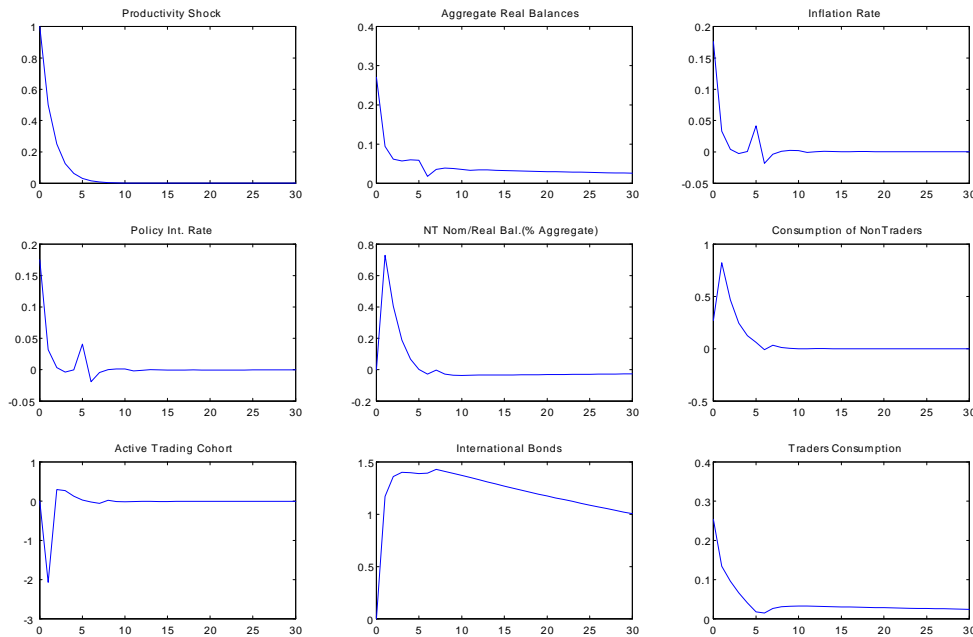 Productivity Shock
1
0.8
0.6
0.4
0.2
0
0 5 10 15 20 25 30
Aggregate Real Balances
0.4
0.3
0.2
0.1
0
0 5 10 15 20 25 30
Inflation Rate
0.2
0.15
0.1
0.05
0
-0.05
0 5 10 15 20 25 30
Policy Int. Rate
0.2
0.15
0.1
0.05
0
-0.05
0 5 10 15 20 25 30
NT Nom/Real Bal.(% Aggregate)
0.8
0.6
0.4
0.2
0
-0.2
0 5 10 15 20 25 30
Consumption of NonTraders
1
0.5
0
-0.5
0 5 10 15 20 25 30
Active Trading Cohort
1
0
-1
-2
-3
0 5 10 15 20 25 30
International Bonds
1.5
1
0.5
0
0 5 10 15 20 25 30
Traders Consumption
0.4
0.3
0.2
0.1
0
0 5 10 15 20 25 30